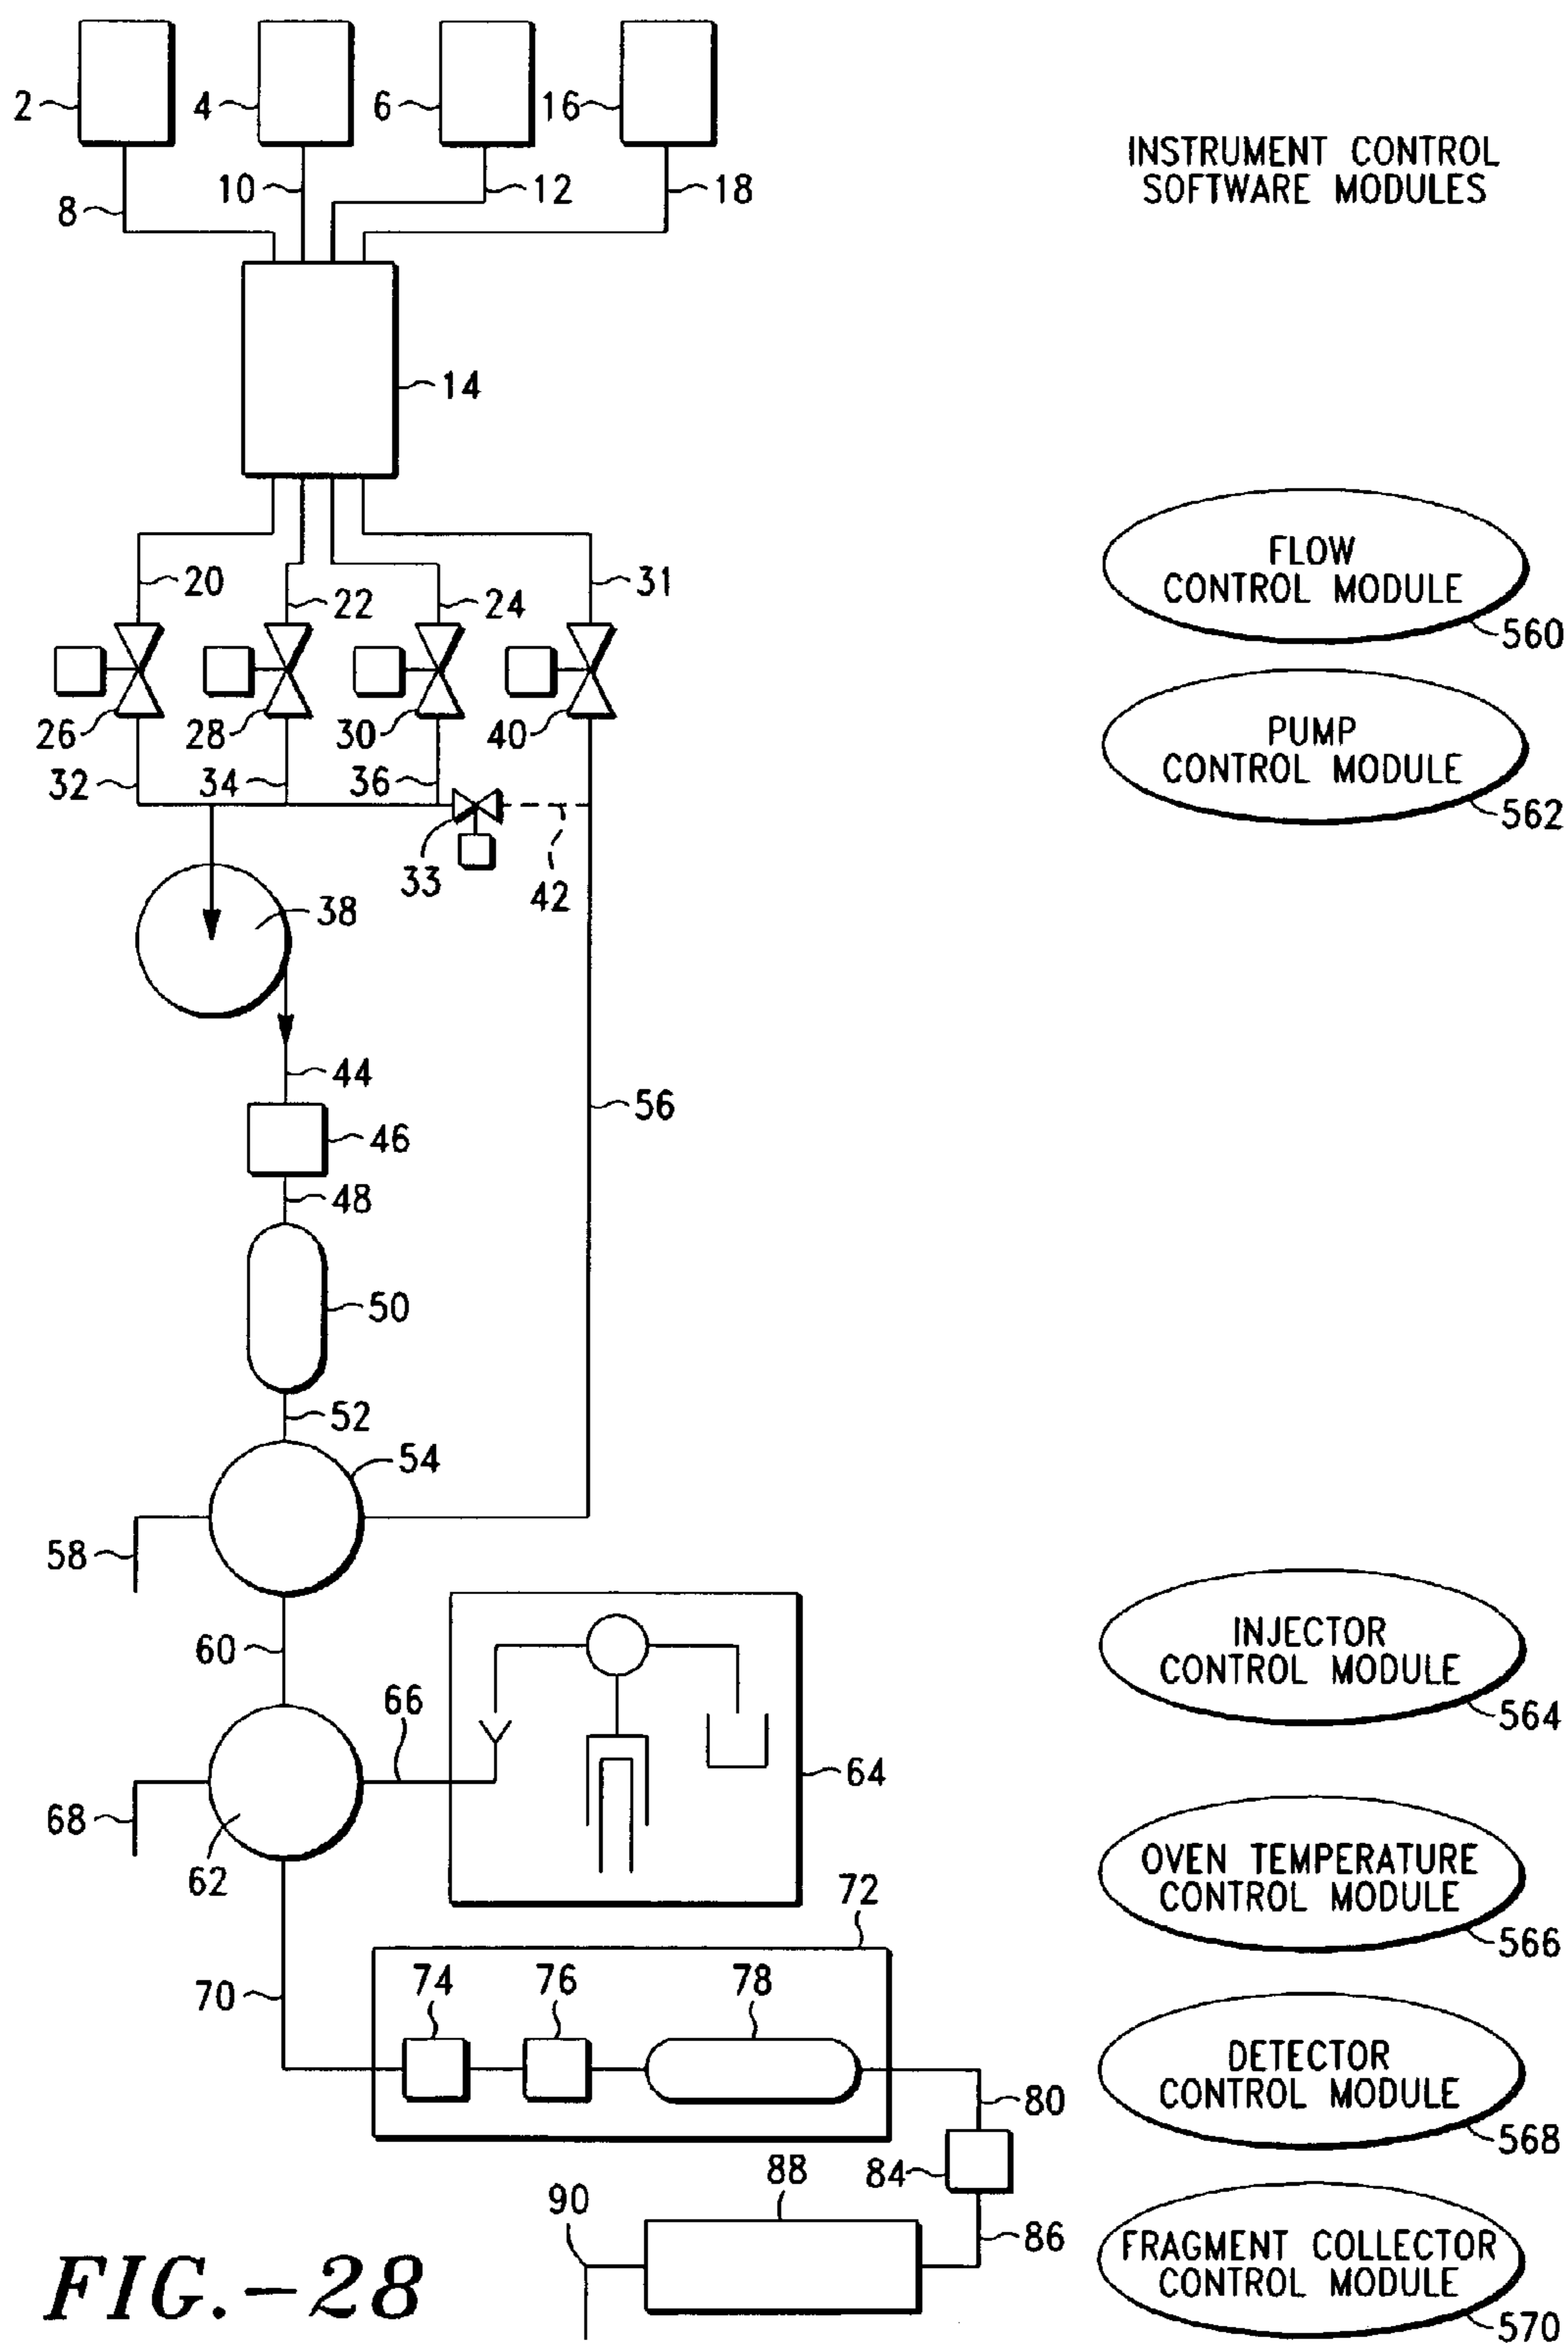 2 4 6 16
INSTRUMENT CONTROL
SOFTWARE MODULES
8 10 12 18
14
20 22 24 31
FLOW
CONTROL MODULE
560
26 28 30 40
PUMP
CONTROL MODULE
562
32 34 36
33 42
38
44
56
46
48
50
52
54
58
60
INJECTOR
CONTROL MODULE
564
66
64
68
62
OVEN TEMPERATURE
CONTROL MODULE
566
72
70 74 76 78
DETECTOR
CONTROL MODULE
568
80
84
88
90
86
FRAGMENT COLLECTOR
CONTROL MODULE
570
FIG.-28